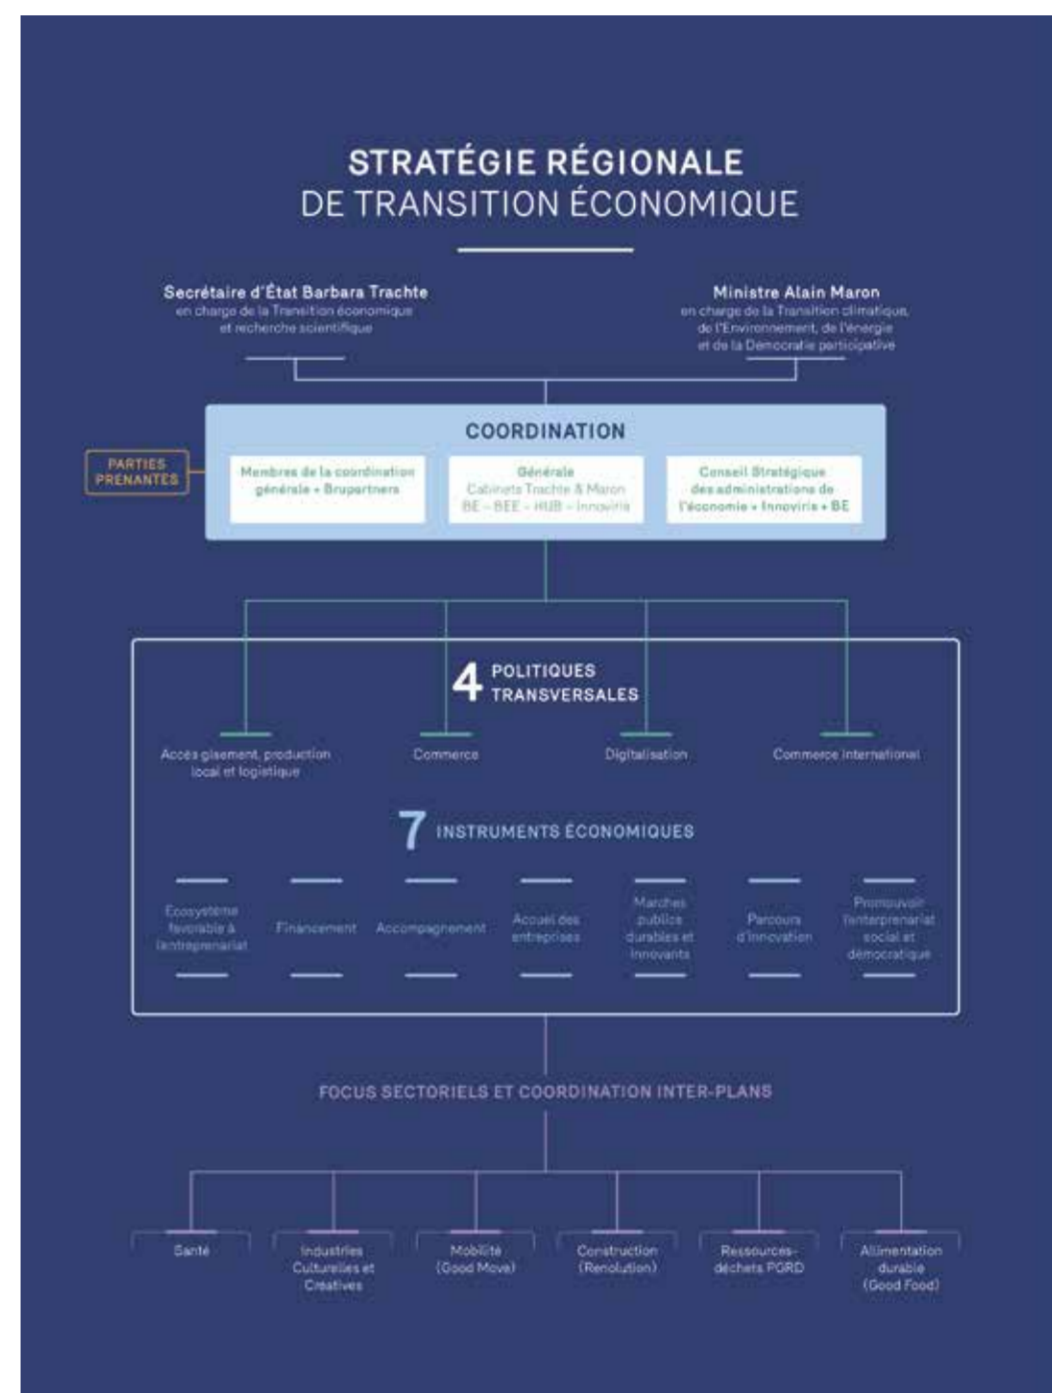 STRATÉGIE RÉGIONALE
DE TRANSITION ÉCONOMIQUE
Secrétaire d'État Barbara Trachte
en charge de la Transition économique
et recherche scientifique
Ministre Alain Maron
en charge de la Transition climatique,
de l'Environnement, de l'énergie
et de la Démocratie participative
COORDINATION
PARTIES
PRENANTES
Membres de la coordination
générale + Brupartners
Générale
Cabinets Trachte & Maron
BE – BEE – HUB – Innoviris
Conseil Stratégique
des administrations de
l'économie + Innoviris + BE
4 POLITIQUES
TRANSVERSALES
Accès gisement, production
local et logistique
Commerce
Digitalisation
Commerce international
7 INSTRUMENTS ÉCONOMIQUES
Ecosystème
favorable à
l'entreprenariat
Financement
Accompagnement
Accueil des
entreprises
Marches
publics
durables et
innovants
Parcours
d'innovation
Promouvoir
l'interprenariat
social et
démocratique
FOCUS SECTORIELS ET COORDINATION INTER-PLANS
Santé
Industries
Culturelles et
Creatives
Mobilité
(Good Move)
Construction
(Renolution)
Ressources-
déchets PGRD
Allimentation
durable
(Good Food)